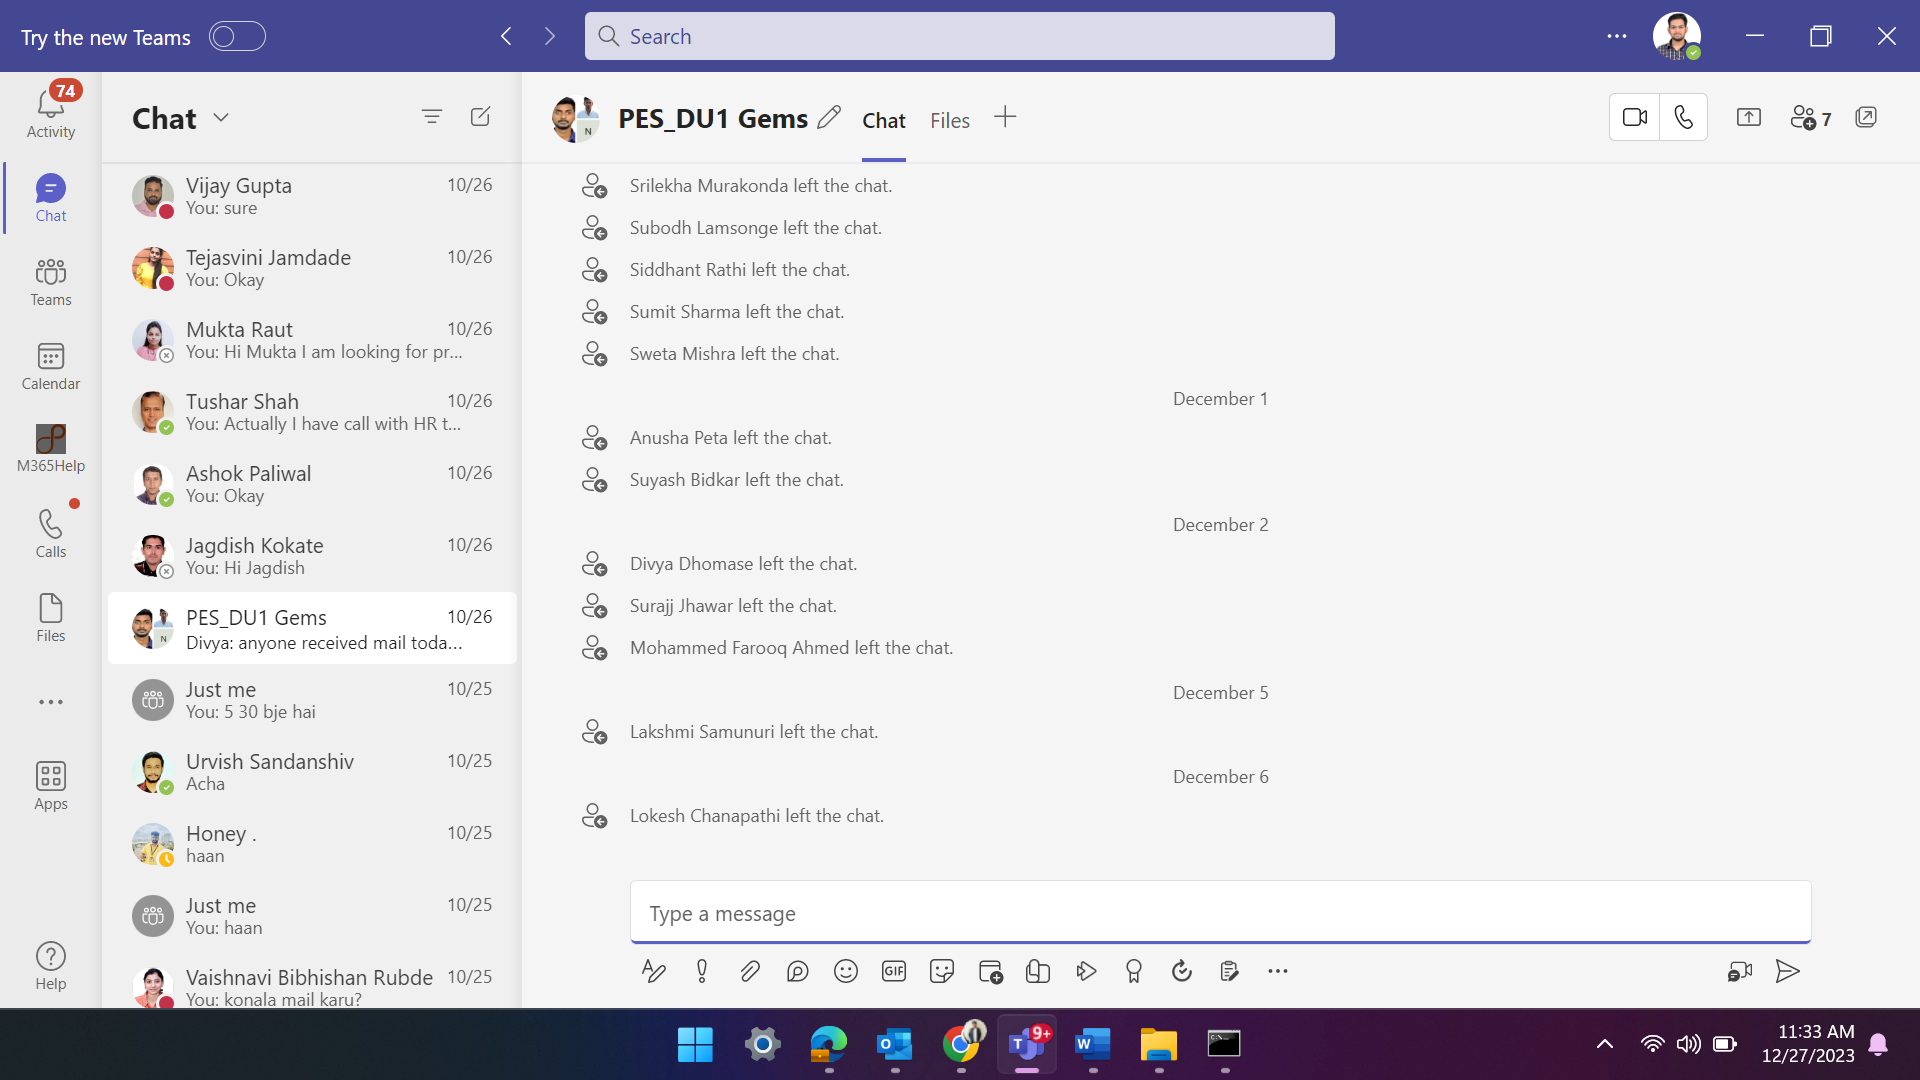 Try the new Teams
Search
74
Activity
Chat
Teams
Calendar
M365Help
Calls
Files
Apps
Help
Chat
Vijay Gupta 10/26
You: sure
Tejasvini Jamdade 10/26
You: Okay
Mukta Raut 10/26
You: Hi Mukta I am looking for pr...
Tushar Shah 10/26
You: Actually I have call with HR t...
Ashok Paliwal 10/26
You: Okay
Jagdish Kokate 10/26
You: Hi Jagdish
N
PES_DU1 Gems 10/26
Divya: anyone received mail toda...
Just me 10/25
You: 5 30 bje hai
Urvish Sandanshiv 10/25
Acha
Honey . 10/25
haan
Just me 10/25
You: haan
Vaishnavi Bibhishan Rubde 10/25
You: konala mail karu?
N
PES_DU1 Gems Chat Files 7
Srilekha Murakonda left the chat.
Subodh Lamsonge left the chat.
Siddhant Rathi left the chat.
Sumit Sharma left the chat.
Sweta Mishra left the chat.
December 1
Anusha Peta left the chat.
Suyash Bidkar left the chat.
December 2
Divya Dhomase left the chat.
Surajj Jhawar left the chat.
Mohammed Farooq Ahmed left the chat.
December 5
Lakshmi Samunuri left the chat.
December 6
Lokesh Chanapathi left the chat.
Type a message
GIF
O
T
9+
W
C:\
11:33 AM
12/27/2023